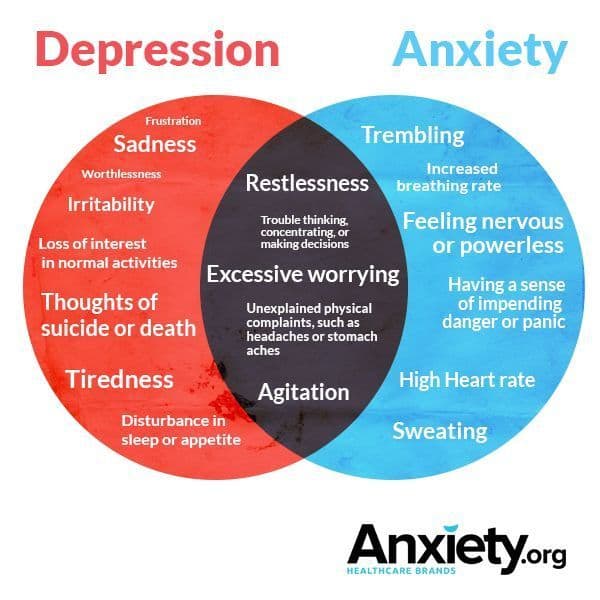 Depression
Anxiety
Frustration
Sadness
Worthlessness
Irritability
Loss of interest
in normal activities
Thoughts of
suicide or death
Tiredness
Disturbance in
sleep or appetite
Restlessness
Trouble thinking,
concentrating, or
making decisions
Excessive worrying
Unexplained physical
complaints, such as
headaches or stomach
aches
Agitation
Trembling
Increased
breathing rate
Feeling nervous
or powerless
Having a sense
of impending
danger or panic
High Heart rate
Sweating
Anxiety.org
HEALTHCARE BRANDS